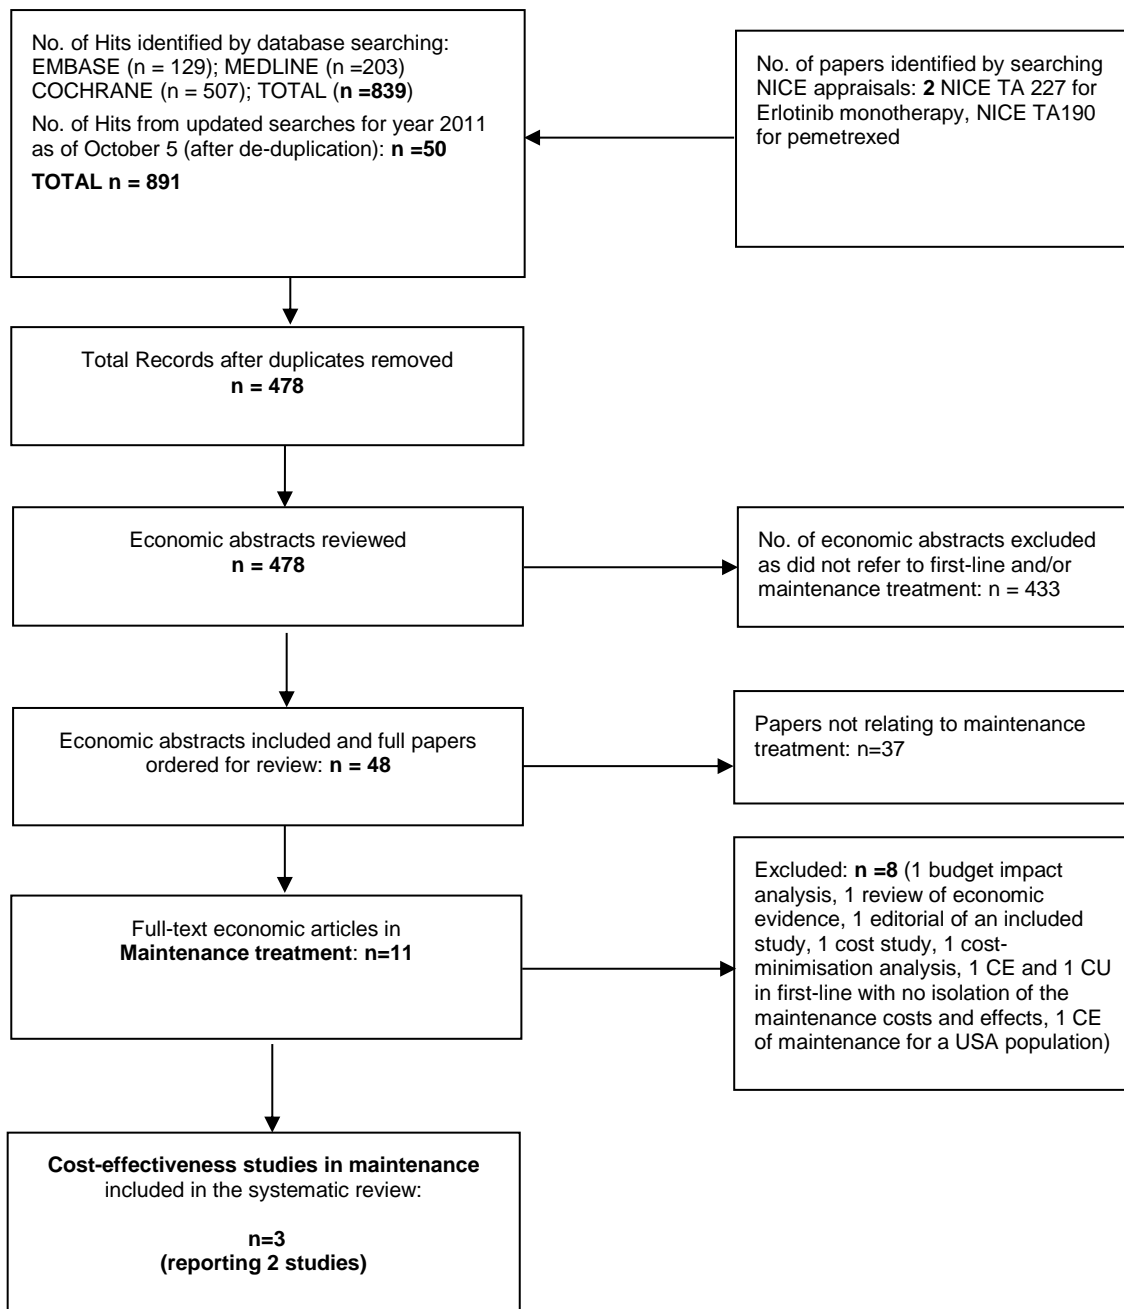 No. of Hits identified by database searching:
EMBASE (n = 129); MEDLINE (n =203)
COCHRANE (n = 507); TOTAL (n =839)
No. of Hits from updated searches for year 2011
as of October 5 (after de-duplication): n =50
TOTAL n = 891
No. of papers identified by searching
NICE appraisals: 2 NICE TA 227 for
Erlotinib monotherapy, NICE TA190
for pemetrexed
Total Records after duplicates removed
n = 478
Economic abstracts reviewed
n = 478
No. of economic abstracts excluded
as did not refer to first-line and/or
maintenance treatment: n = 433
Economic abstracts included and full papers
ordered for review: n = 48
Papers not relating to maintenance
treatment: n=37
Full-text economic articles in
Maintenance treatment: n=11
Excluded: n =8 (1 budget impact
analysis, 1 review of economic
evidence, 1 editorial of an included
study, 1 cost study, 1 cost-
minimisation analysis, 1 CE and 1 CU
in first-line with no isolation of the
maintenance costs and effects, 1 CE
of maintenance for a USA population)
Cost-effectiveness studies in maintenance
included in the systematic review:
n=3
(reporting 2 studies)